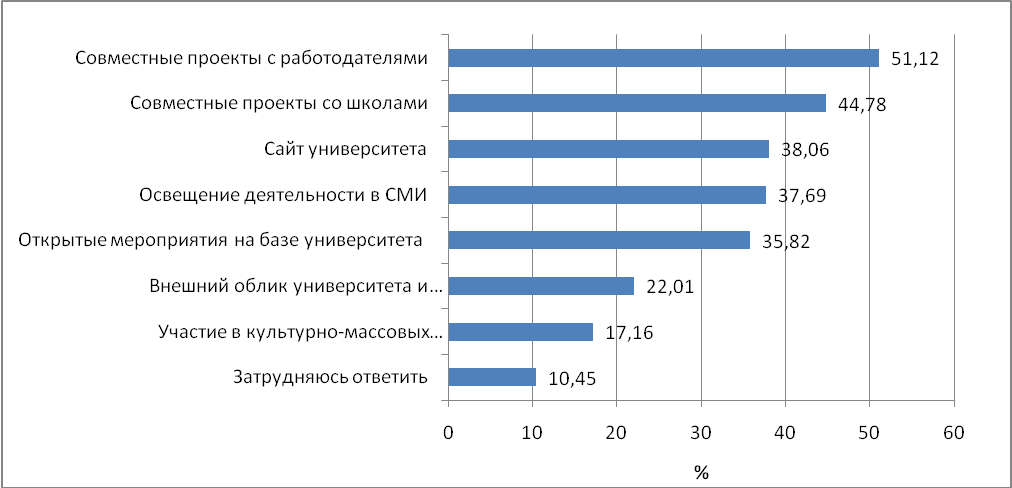 Совместные проекты с работодателями 51,12
Совместные проекты со школами 44,78
Сайт университета 38,06
Освещение деятельности в СМИ 37,69
Открытые мероприятия на базе университета 35,82
Внешний облик университета и... 22,01
Участие в культурно-массовых... 17,16
Затрудняюсь ответить 10,45
0 10 20 30 40 50 60
%